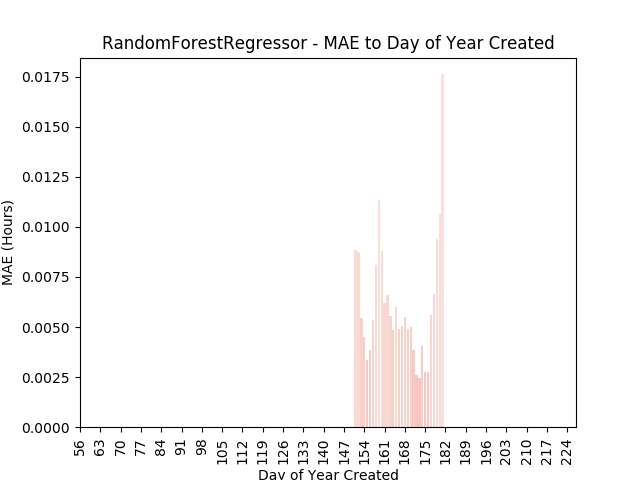 RandomForestRegressor - MAE to Day of Year Created
MAE (Hours)
0.0175
0.0150
0.0125
0.0100
0.0075
0.0050
0.0025
0.0000
56 63 70 77 84 91 98 105 112 119 126 133 140 147 154 161 168 175 182 189 196 203 210 217 224
Day of Year Created